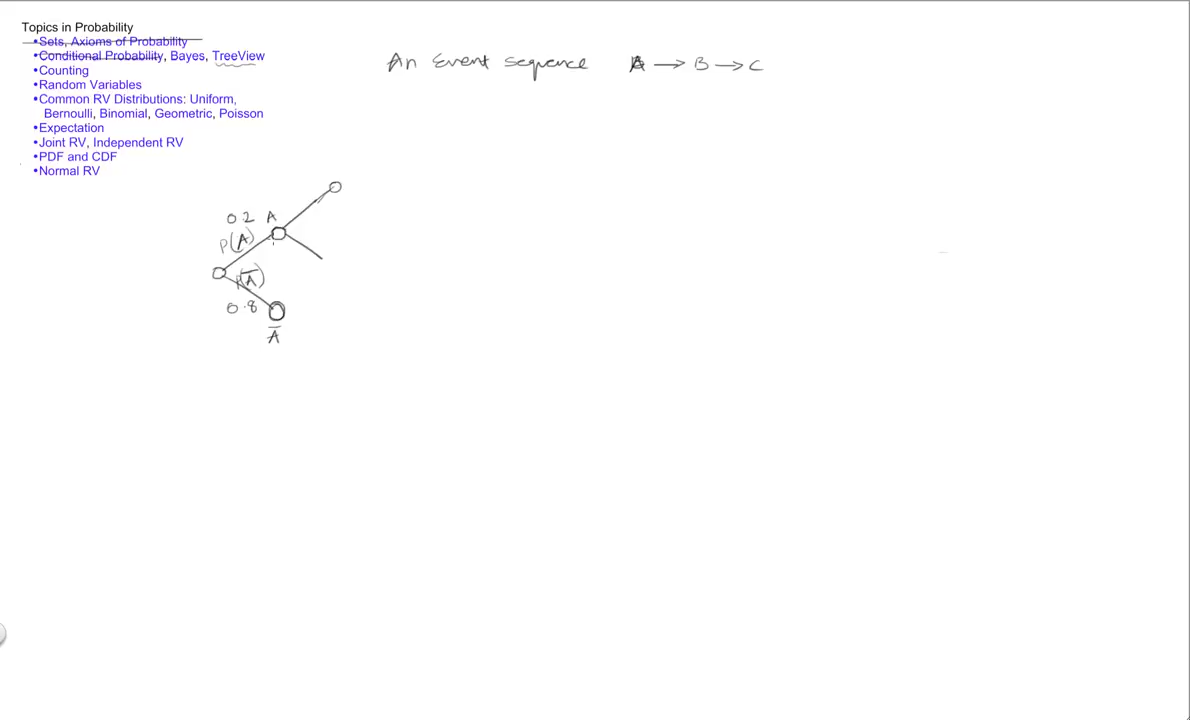 Topics in Probability
•Sets, Axioms of Probability
•Conditional Probability, Bayes, TreeView
•Counting
•Random Variables
•Common RV Distributions: Uniform,
Bernoulli, Binomial, Geometric, Poisson
•Expectation
•Joint RV, Independent RV
•PDF and CDF
•Normal RV
An Event sequence A → B → C
0.2 A
P(A)
P(A̅)
0.8
A̅